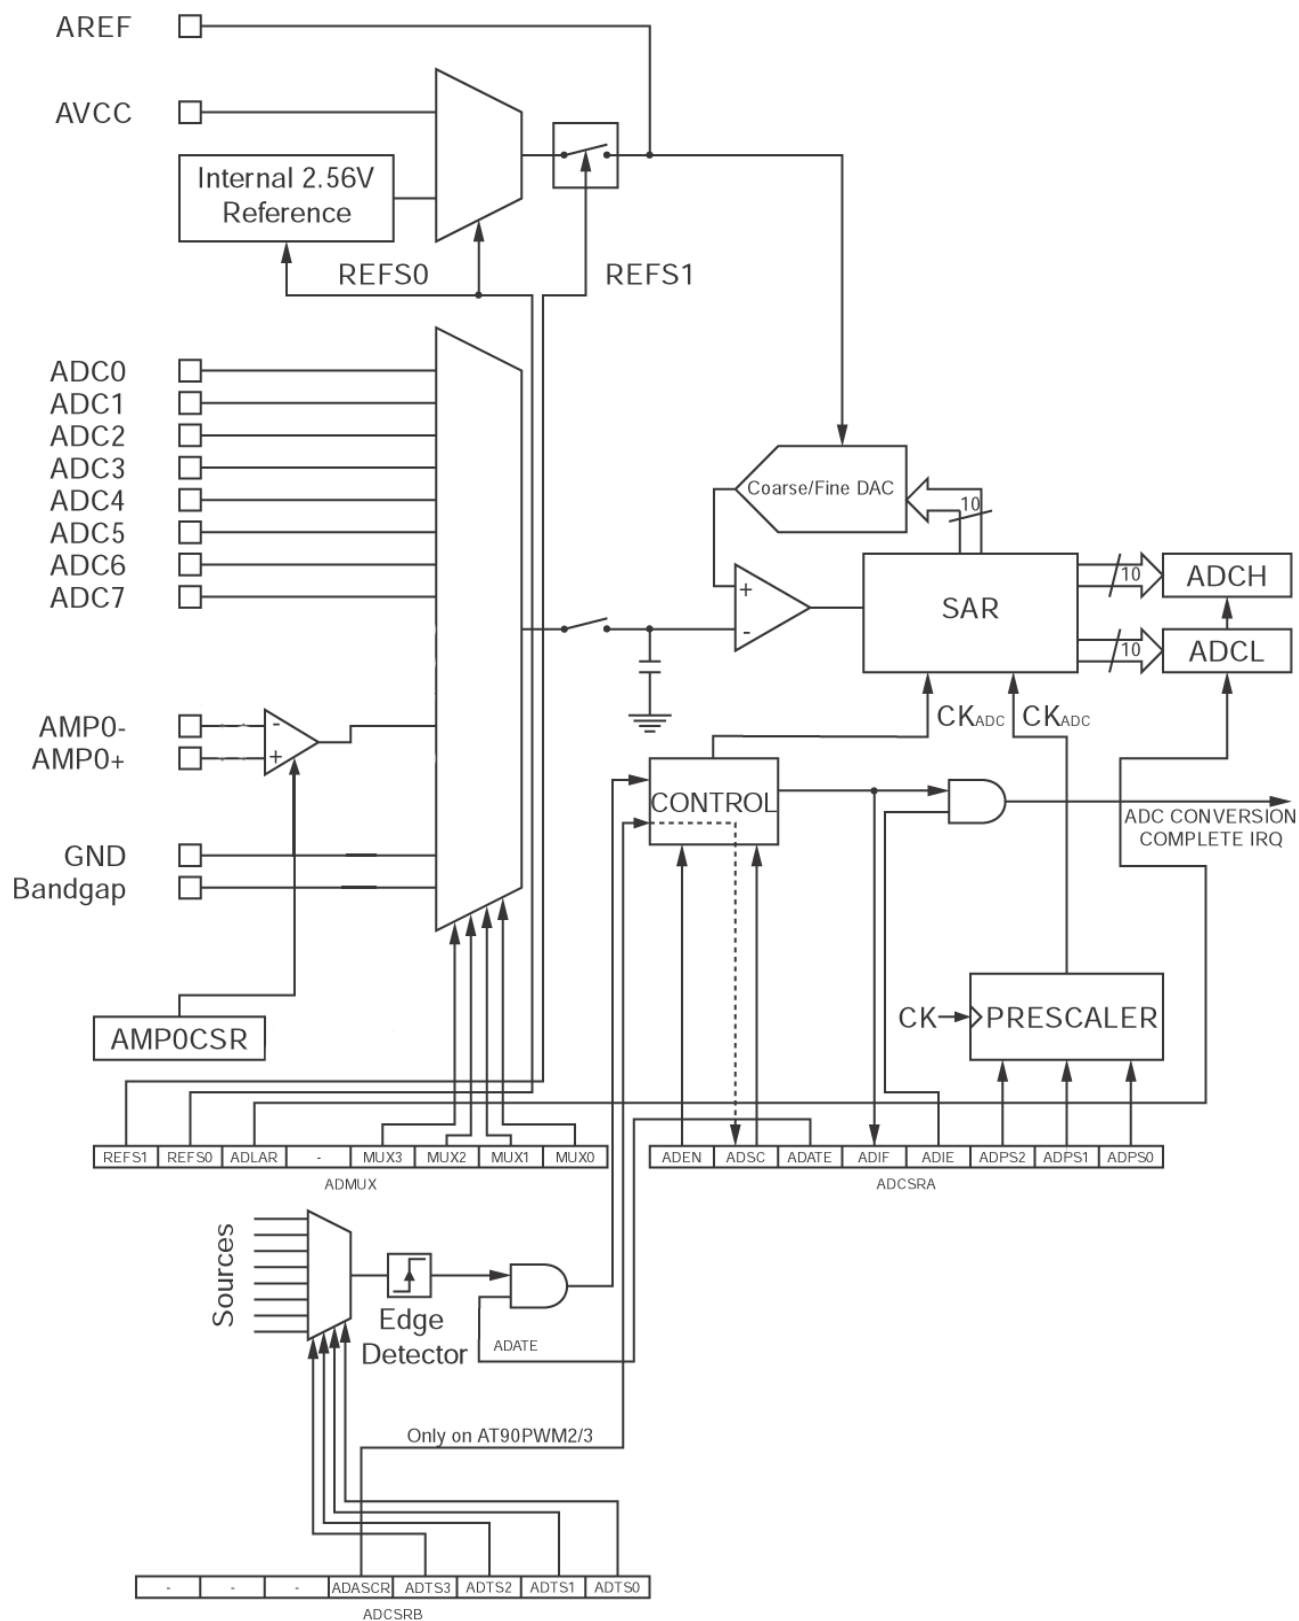 AREF
AVCC
Internal 2.56V
Reference
REFS0
REFS1
ADC0
ADC1
ADC2
ADC3
ADC4
ADC5
ADC6
ADC7
Coarse/Fine DAC
10
+
-
SAR
10
ADCH
10
ADCL
AMP0-
-
AMP0+
+
CKADC
CKADC
CONTROL
ADC CONVERSION
COMPLETE IRQ
GND
Bandgap
CK
PRESCALER
AMP0CSR
REFS1 REFS0 ADLAR - MUX3 MUX2 MUX1 MUX0
ADMUX
ADEN ADSC ADATE ADIF ADIE ADPS2 ADPS1 ADPS0
ADCSRA
Sources
Edge
Detector
ADATE
Only on AT90PWM2/3
- - - ADASCR ADTS3 ADTS2 ADTS1 ADTS0
ADCSRB